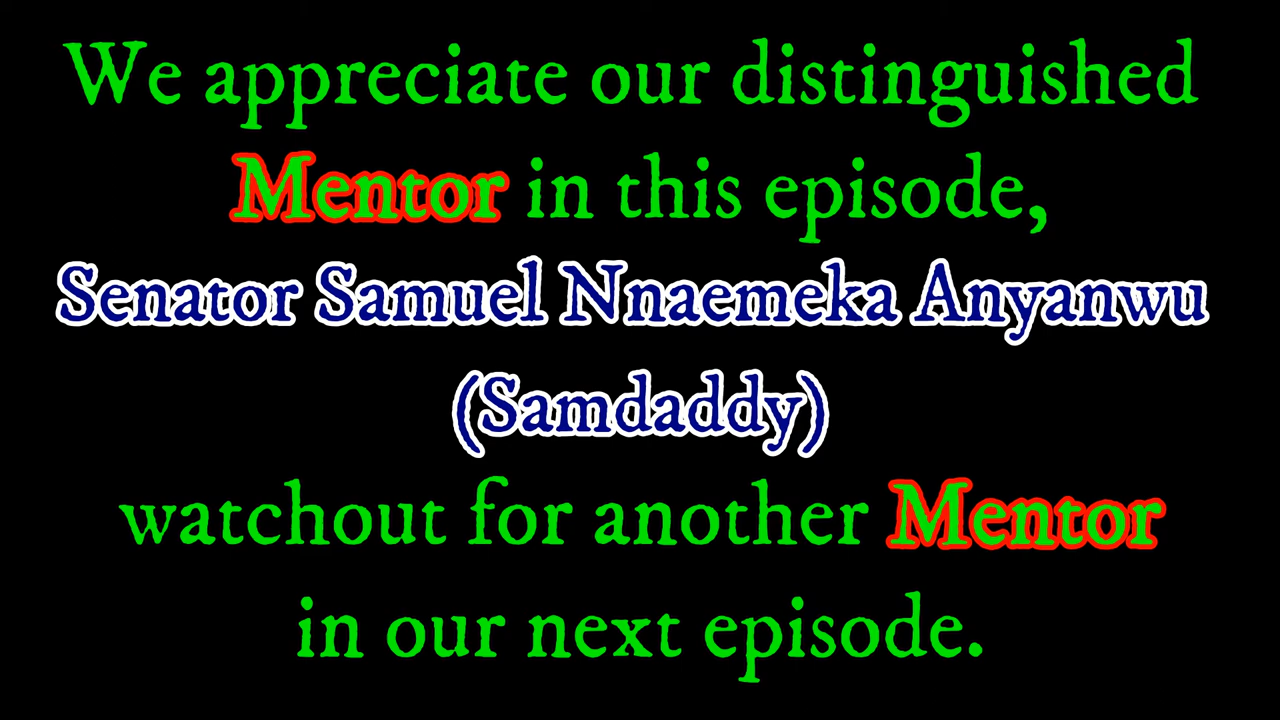 We appreciate our distinguished
Mentor in this episode,
Senator Samuel Nnaemeka Anyanwu
(Samdaddy)
watchout for another Mentor
in our next episode.